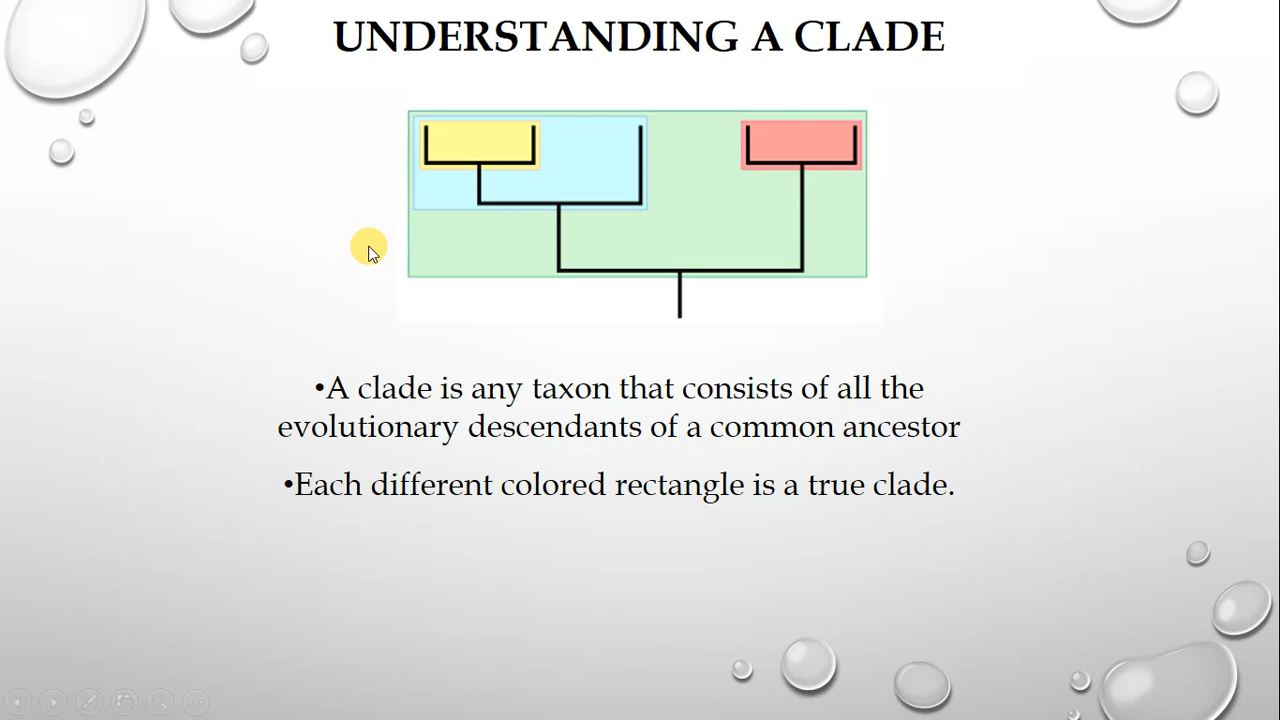 UNDERSTANDING A CLADE
•A clade is any taxon that consists of all the
evolutionary descendants of a common ancestor
•Each different colored rectangle is a true clade.